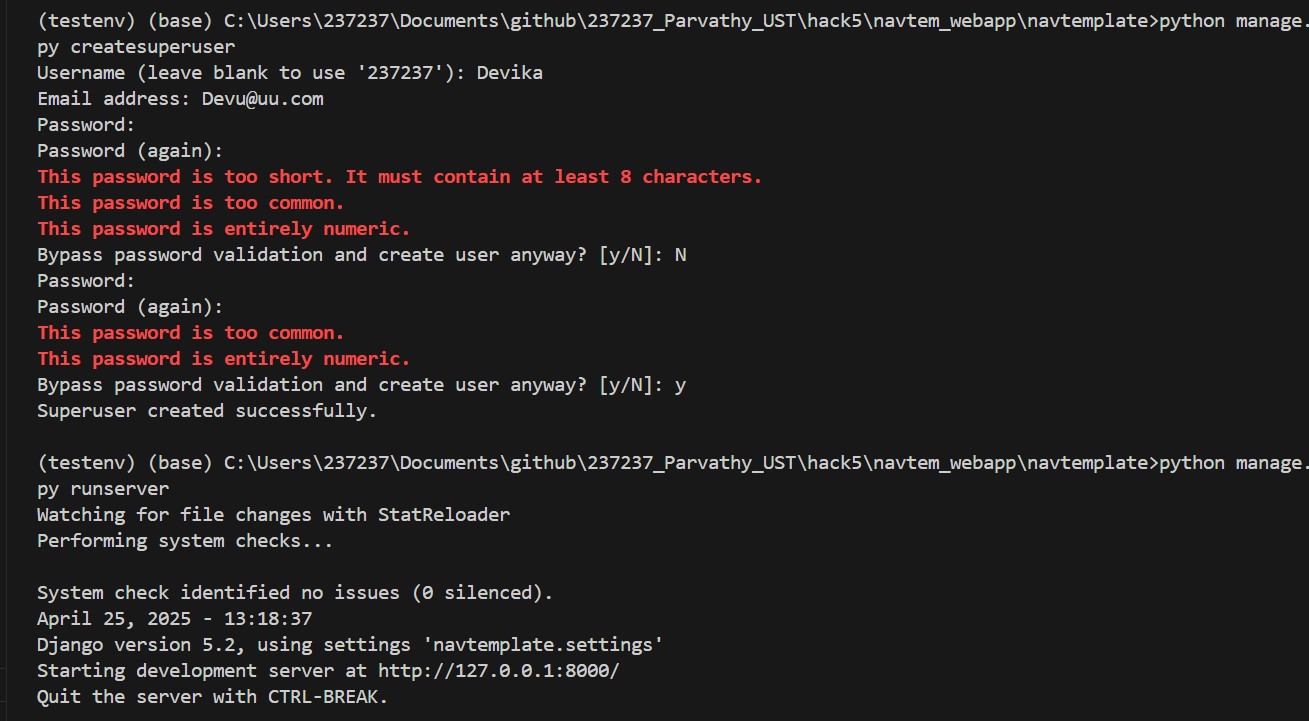 (testenv) (base) C:\Users\237237\Documents\github\237237_Parvathy_UST\hack5\navtem_webapp\navtemplate>python manage.
py createsuperuser
Username (leave blank to use '237237'): Devika
Email address: Devu@uu.com
Password:
Password (again):
This password is too short. It must contain at least 8 characters.
This password is too common.
This password is entirely numeric.
Bypass password validation and create user anyway? [y/N]: N
Password:
Password (again):
This password is too common.
This password is entirely numeric.
Bypass password validation and create user anyway? [y/N]: y
Superuser created successfully.
(testenv) (base) C:\Users\237237\Documents\github\237237_Parvathy_UST\hack5\navtem_webapp\navtemplate>python manage.
py runserver
Watching for file changes with StatReloader
Performing system checks...
System check identified no issues (0 silenced).
April 25, 2025 - 13:18:37
Django version 5.2, using settings 'navtemplate.settings'
Starting development server at http://127.0.0.1:8000/
Quit the server with CTRL-BREAK.